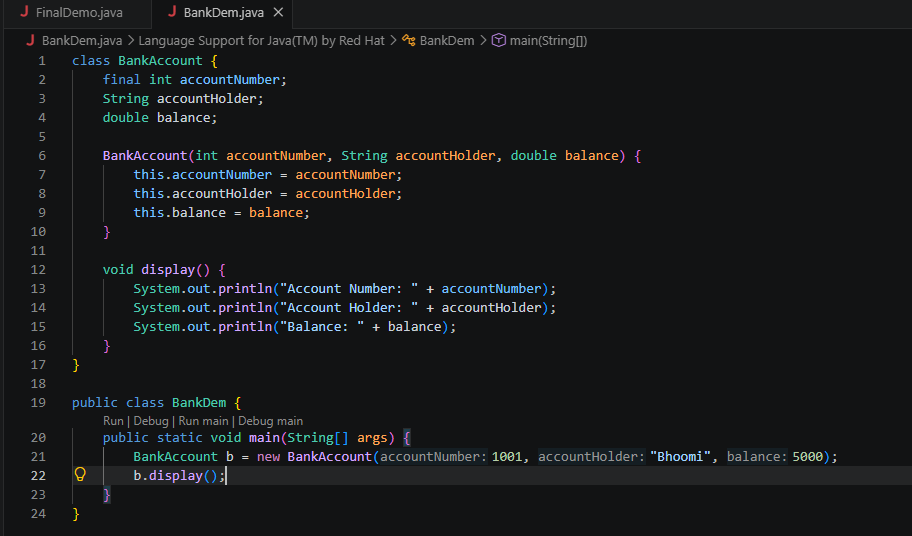 FinalDemo.java BankDem.java
BankDem.java > Language Support for Java(TM) by Red Hat > BankDem > main(String[])
1 class BankAccount {
2 final int accountNumber;
3 String accountHolder;
4 double balance;
5
6 BankAccount(int accountNumber, String accountHolder, double balance) {
7 this.accountNumber = accountNumber;
8 this.accountHolder = accountHolder;
9 this.balance = balance;
10 }
11
12 void display() {
13 System.out.println("Account Number: " + accountNumber);
14 System.out.println("Account Holder: " + accountHolder);
15 System.out.println("Balance: " + balance);
16 }
17 }
18
19 public class BankDem {
Run | Debug | Run main | Debug main
20 public static void main(String[] args) {
21 BankAccount b = new BankAccount(accountNumber: 1001, accountHolder: "Bhoomi", balance: 5000);
22 b.display();
23 }
24 }